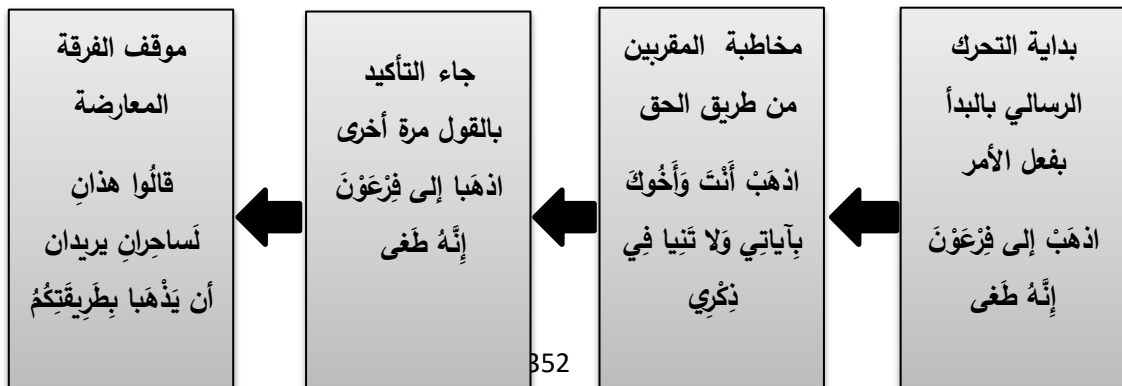 بداية التحرك
الرسالي بالبدأ
بفعل الأمر
اذهَبْ إلى فِرْعَوْنَ
إِنَّهُ طَغى
مخاطبة المقربين
من طريق الحق
اذهَبْ أَنْتَ وَأَخُوكَ
بِآياتِي وَلا تَنِيا فِي
ذِكْرِي
جاء التأكيد
بالقول مرة أخرى
اذهَبا إلى فِرْعَوْنَ
إِنَّهُ طَغى
موقف الفرقة
المعارضة
قالُوا هذانِ
لَساحِرانِ يريدان
أن يَذْهَبا بِطَرِيقَتِكُمُ
352